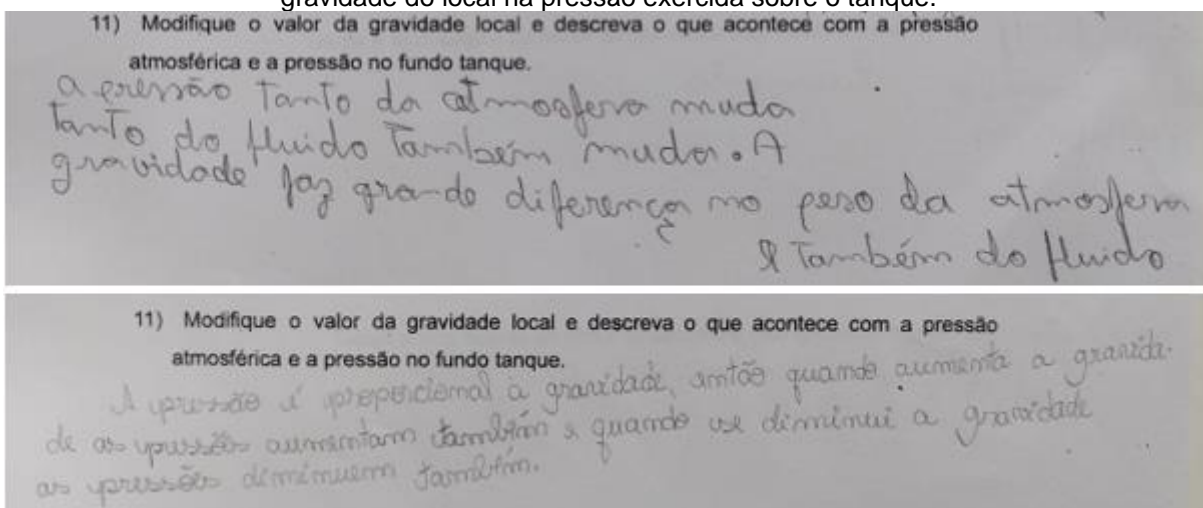 gravidade do local na pressão exercida sobre o tanque.
11) Modifique o valor da gravidade local e descreva o que acontece com a pressão
atmosférica e a pressão no fundo tanque.
A pressão tanto da atmosfera muda
tanto do fluido também muda. A
gravidade faz grande diferença no peso da atmosfera
e também do fluido
11) Modifique o valor da gravidade local e descreva o que acontece com a pressão
atmosférica e a pressão no fundo tanque.
A pressão é proporcional a gravidade, antão quando aumenta a gravida-
de as pressões aumentam também e quando se diminui a gravidade
as pressões diminuem também.